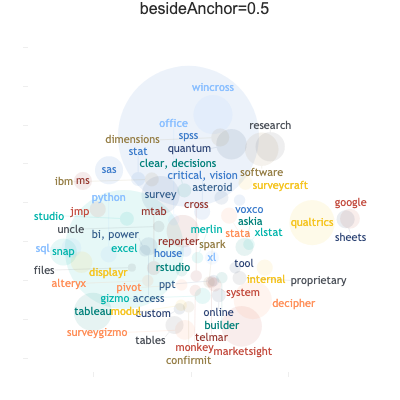 besideAnchor=0.5
wincross
office
research
dimensions
spss
stat
quantum
clear, decisions
sas
critical, vision
software
ibm
ms
asteroid
surveycraft
python
survey
jmp
mtab
cross
voxco
google
studio
askia
qualtrics
uncle
bi, power
merlin
stata
xlstat
sheets
sql
snap
excel
reporter
spark
house
xl
files
displayr
rstudio
tool
alteryx
pivot
ppt
internal
proprietary
gizmo
access
system
decipher
tableau
modul
custom
online
builder
surveygizmo
tables
telmar
monkey
marketsight
confirmit